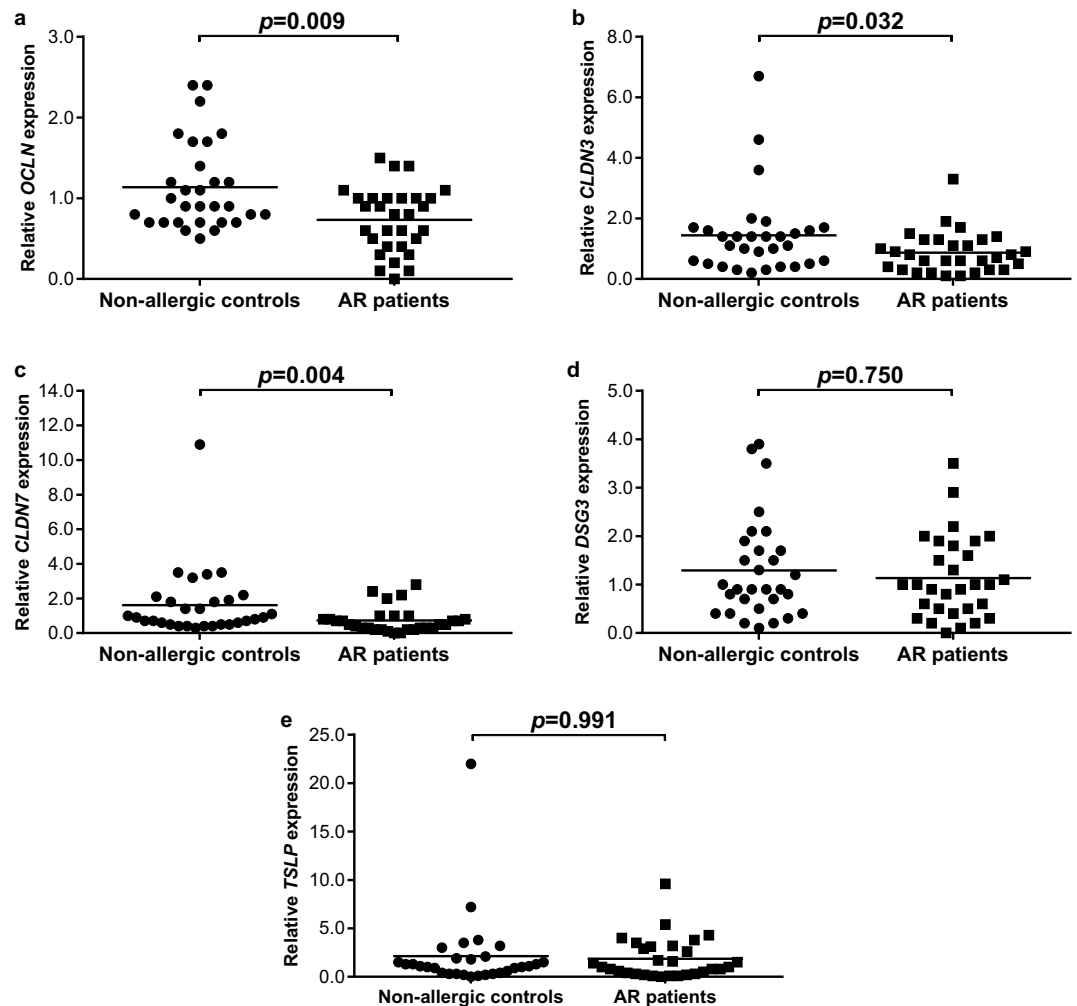 a
p=0.009
3.0
2.0
1.0
0.0
Relative OCLN expression
Non-allergic controls
AR patients
b
p=0.032
8.0
6.0
4.0
2.0
0.0
Relative CLDN3 expression
Non-allergic controls
AR patients
c
p=0.004
14.0
12.0
10.0
8.0
6.0
4.0
2.0
0.0
Relative CLDN7 expression
Non-allergic controls
AR patients
d
p=0.750
5.0
4.0
3.0
2.0
1.0
0.0
Relative DSG3 expression
Non-allergic controls
AR patients
e
p=0.991
25.0
20.0
15.0
10.0
5.0
0.0
Relative TSLP expression
Non-allergic controls
AR patients